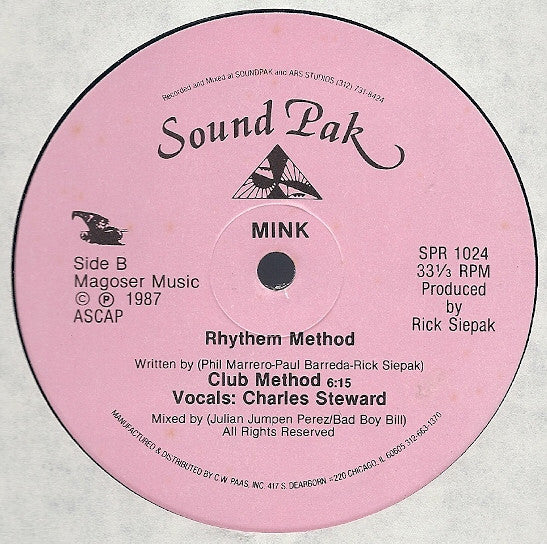 Recorded and Mixed at SOUNDPAK and ARS STUDIOS (312) 731-8424
Sound Pak
MINK
Side B
Magoser Music
© ℗ 1987
ASCAP
SPR 1024
33⅓ RPM
Produced
by
Rick Siepak
Rhythem Method
Written by (Phil Marrero-Paul Barreda-Rick Siepak)
Club Method 6:15
Vocals: Charles Steward
Mixed by (Julian Jumpen Perez/Bad Boy Bill)
All Rights Reserved
MANUFACTURED & DISTRIBUTED BY C.W. PAAS, INC. 417 S. DEARBORN #220 CHICAGO, IL 60605 312-663-1370